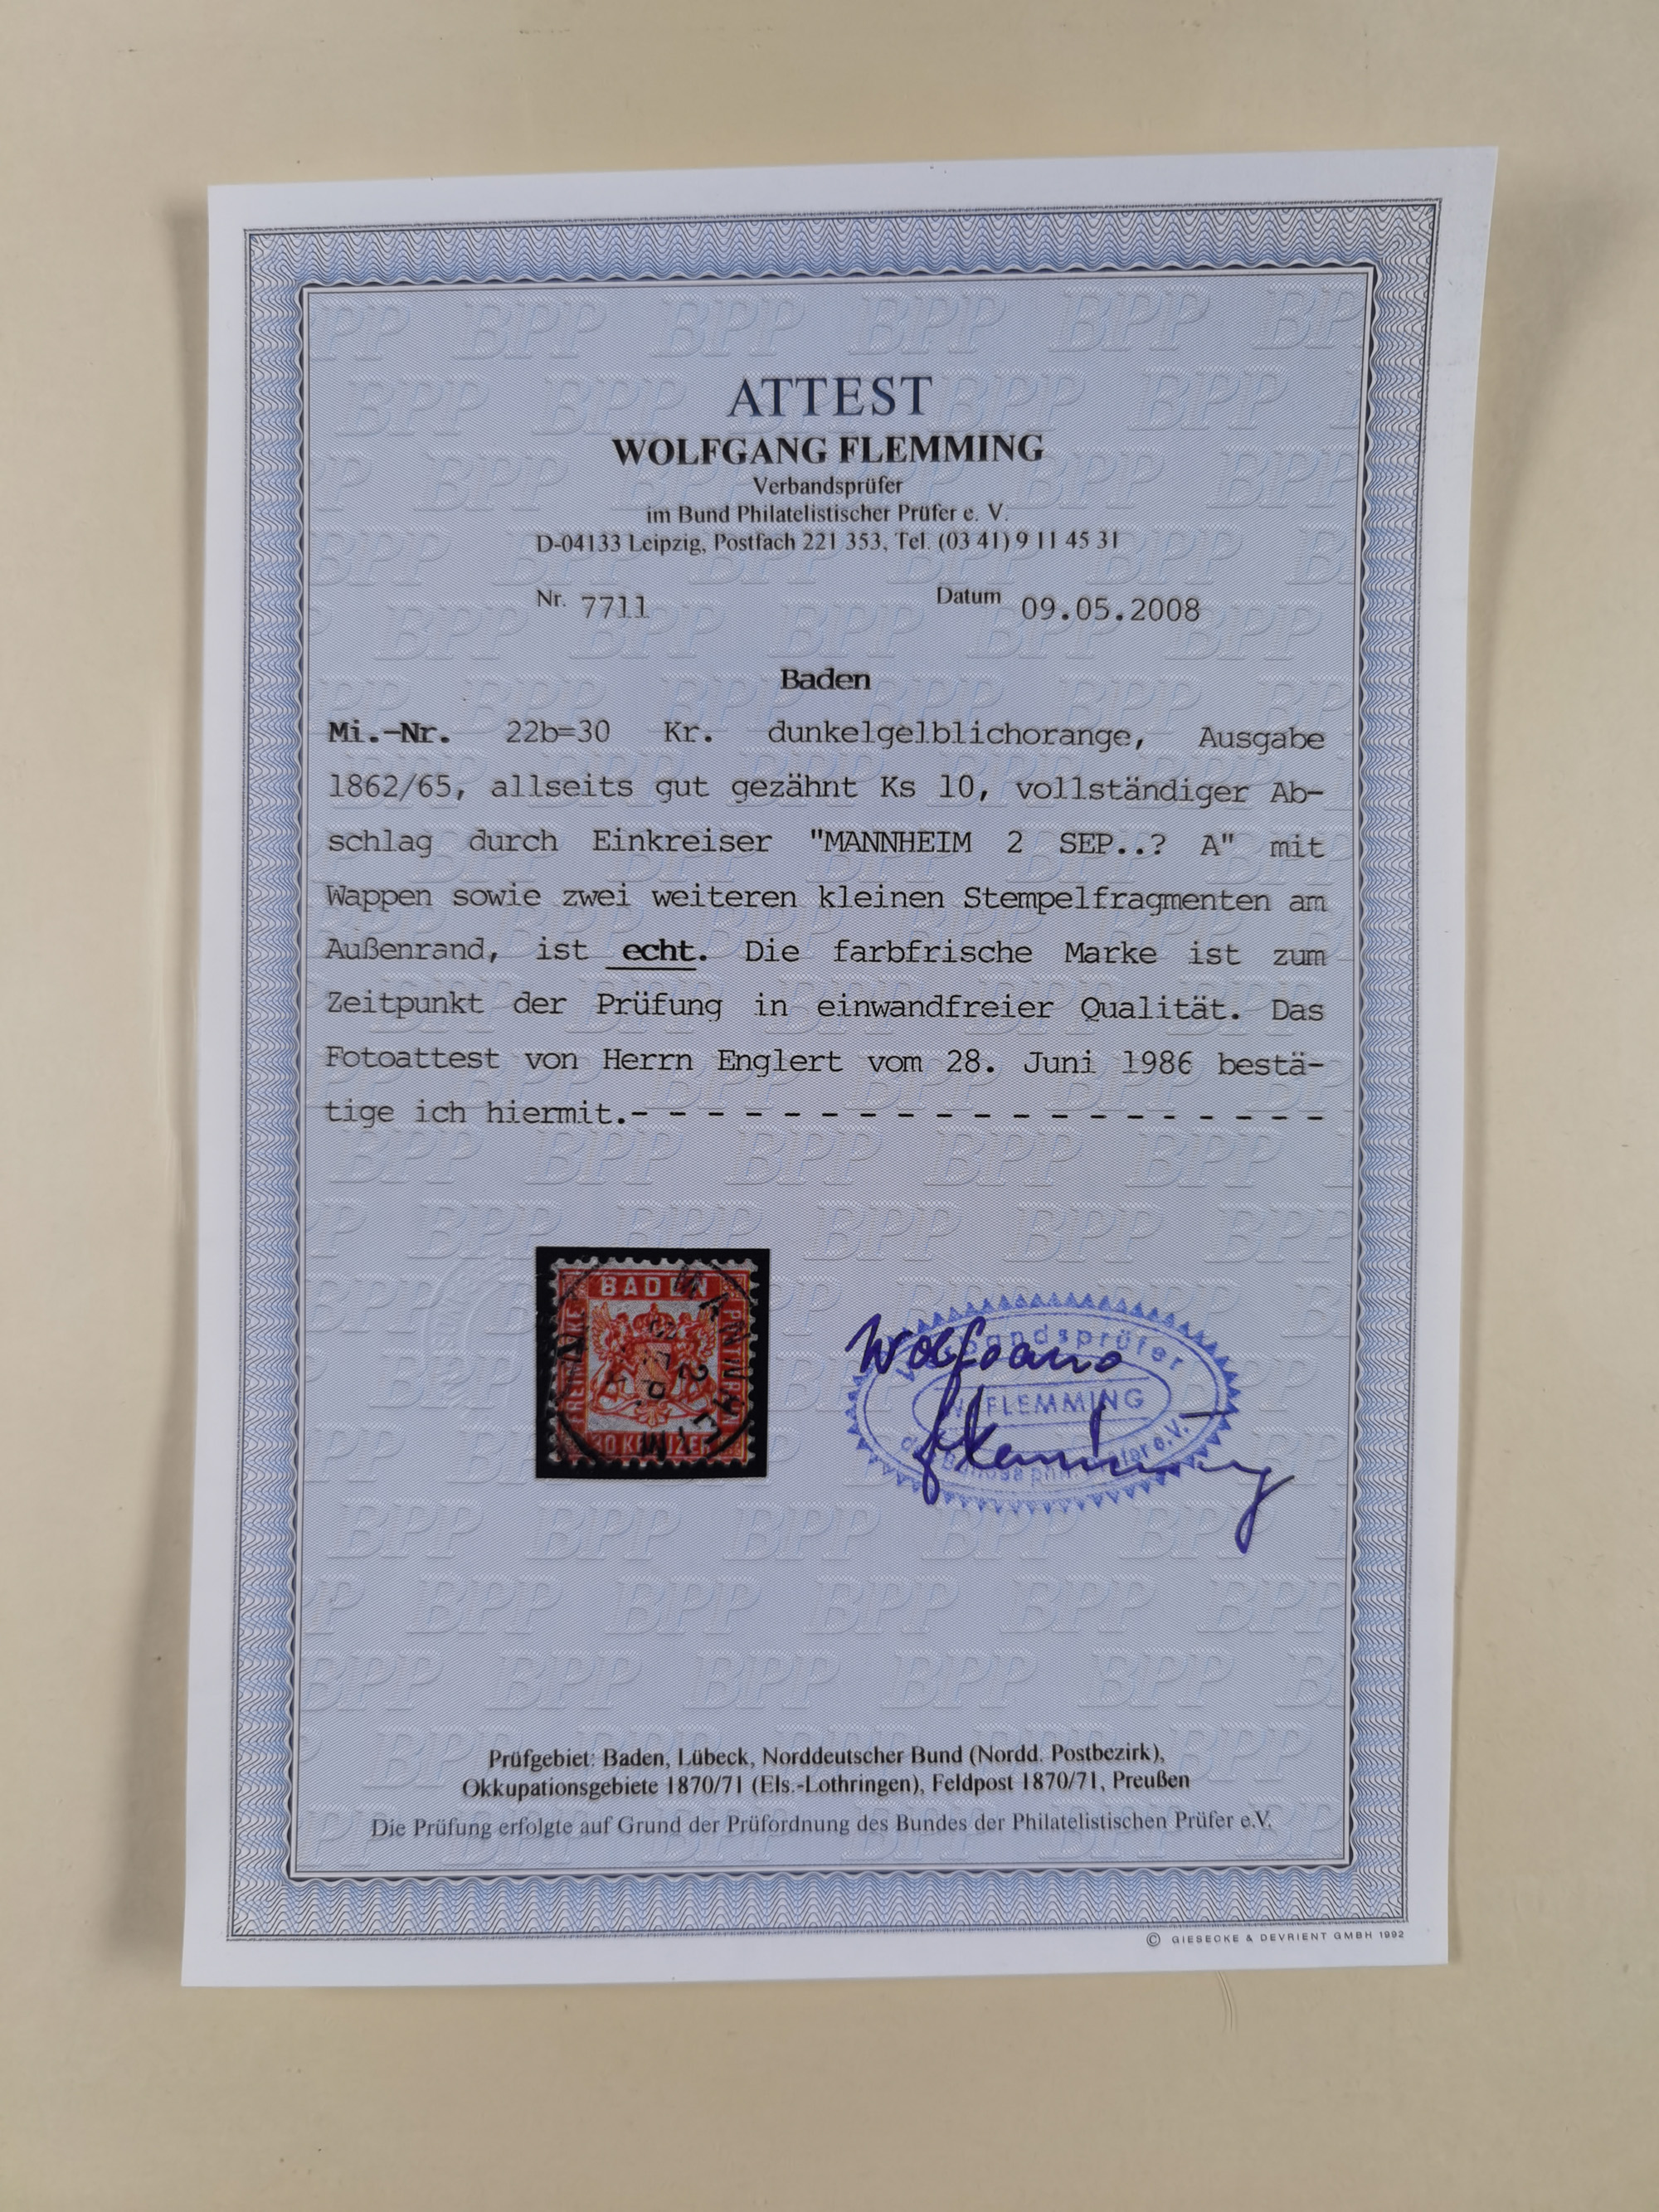 ATTEST
WOLFGANG FLEMMING
Verbandsprüfer
im Bund Philatelistischer Prüfer e. V.
D-04133 Leipzig, Postfach 221 353, Tel. (03 41) 9 11 45 31
Nr. 7711 Datum 09.05.2008
Baden
Mi.-Nr. 22b=30 Kr. dunkelgelblichorange, Ausgabe
1862/65, allseits gut gezähnt Ks 10, vollständiger Ab-
schlag durch Einkreiser "MANNHEIM 2 SEP..? A" mit
Wappen sowie zwei weiteren kleinen Stempelfragmenten am
Außenrand, ist echt. Die farbfrische Marke ist zum
Zeitpunkt der Prüfung in einwandfreier Qualität. Das
Fotoattest von Herrn Englert vom 28. Juni 1986 bestä-
tige ich hiermit.- - - - - - - - - - - - - - - - - - -
BADEN
Wolfgang
Flemming
FLEMMING
Prüfgebiet: Baden, Lübeck, Norddeutscher Bund (Nordd. Postbezirk),
Okkupationsgebiete 1870/71 (Els.-Lothringen), Feldpost 1870/71, Preußen
Die Prüfung erfolgte auf Grund der Prüfordnung des Bundes der Philatelistischen Prüfer e.V.
© GIESECKE & DEVRIENT GMBH 1992